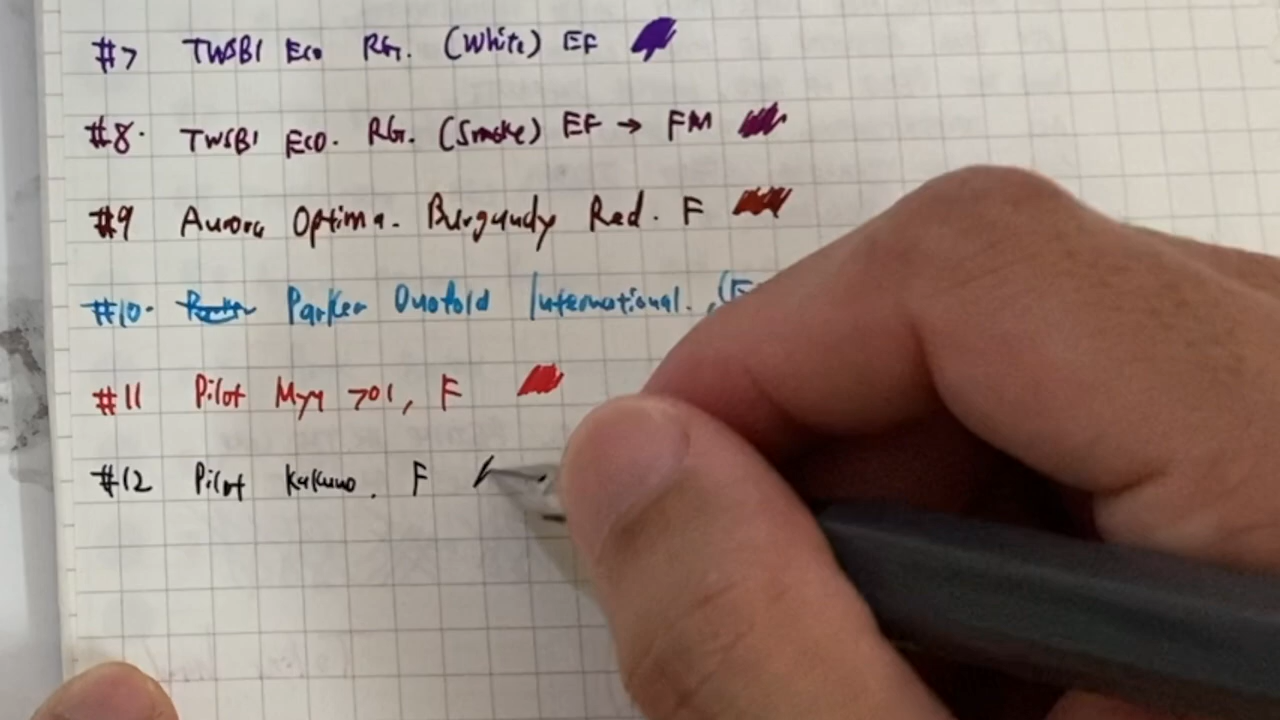 #7 TWSBI Eco RG. (White) EF
#8. TWSBI ECO. RG. (Smoke) EF → FM
#9 Aurora Optima. Burgundy Red. F
#10. Parker Duofold International. , (F
#11 Pilot Myu 701, F
#12 Pilot Kakuno. F